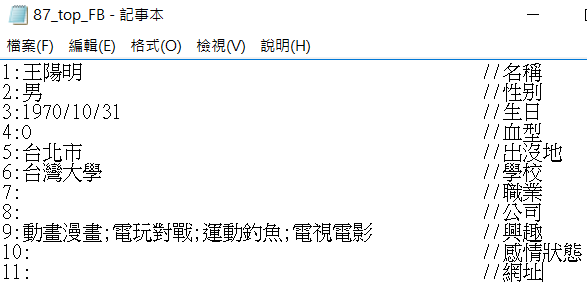 87_top_FB - 記事本
檔案(F) 編輯(E) 格式(O) 檢視(V) 說明(H)
1:王陽明 //名稱
2:男 //性別
3:1970/10/31 //生日
4:O //血型
5:台北市 //出沒地
6:台灣大學 //學校
7: //職業
8: //公司
9:動畫漫畫;電玩對戰;運動釣魚;電視電影 //興趣
10: //感情狀態
11: //網址